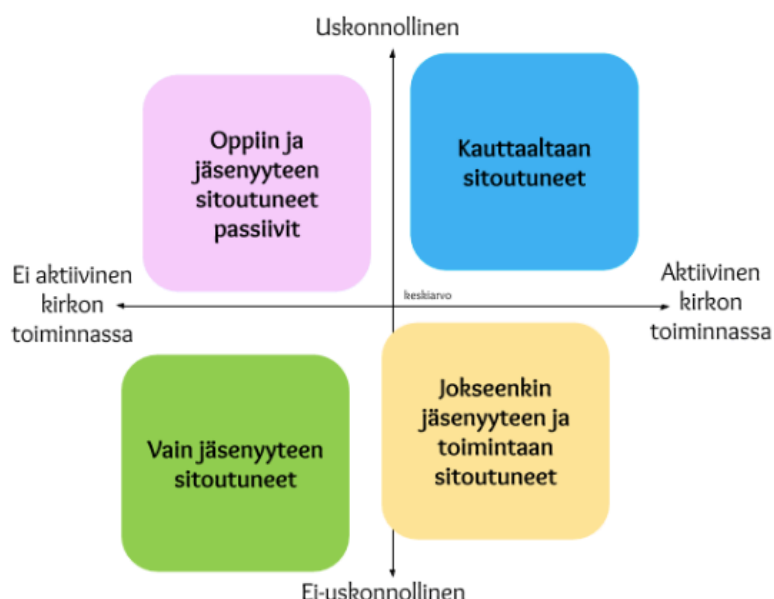 Uskonnollinen
Oppiin ja
jäsenyyteen
sitoutuneet
passiivit
Kauttaaltaan
sitoutuneet
Ei aktiivinen
kirkon
toiminnassa
keskiarvo
Aktiivinen
kirkon
toiminnassa
Vain jäsenyyteen
sitoutuneet
Jokseenkin
jäsenyyteen ja
toimintaan
sitoutuneet
Ei-uskonnollinen